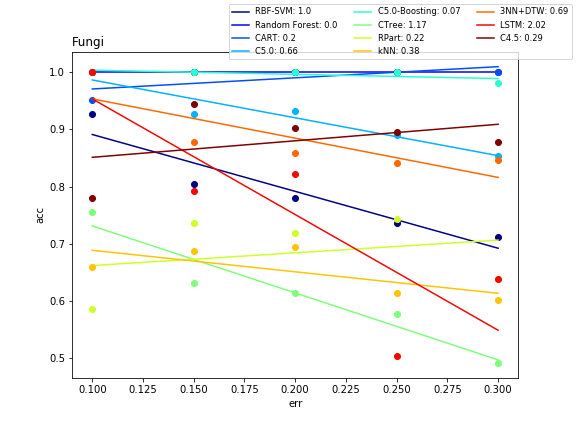 RBF-SVM: 1.0
Random Forest: 0.0
CART: 0.2
C5.0: 0.66
C5.0-Boosting: 0.07
CTree: 1.17
RPart: 0.22
kNN: 0.38
3NN+DTW: 0.69
LSTM: 2.02
C4.5: 0.29
Fungi
1.0
0.9
0.8
0.7
0.6
0.5
acc
0.100 0.125 0.150 0.175 0.200 0.225 0.250 0.275 0.300
err